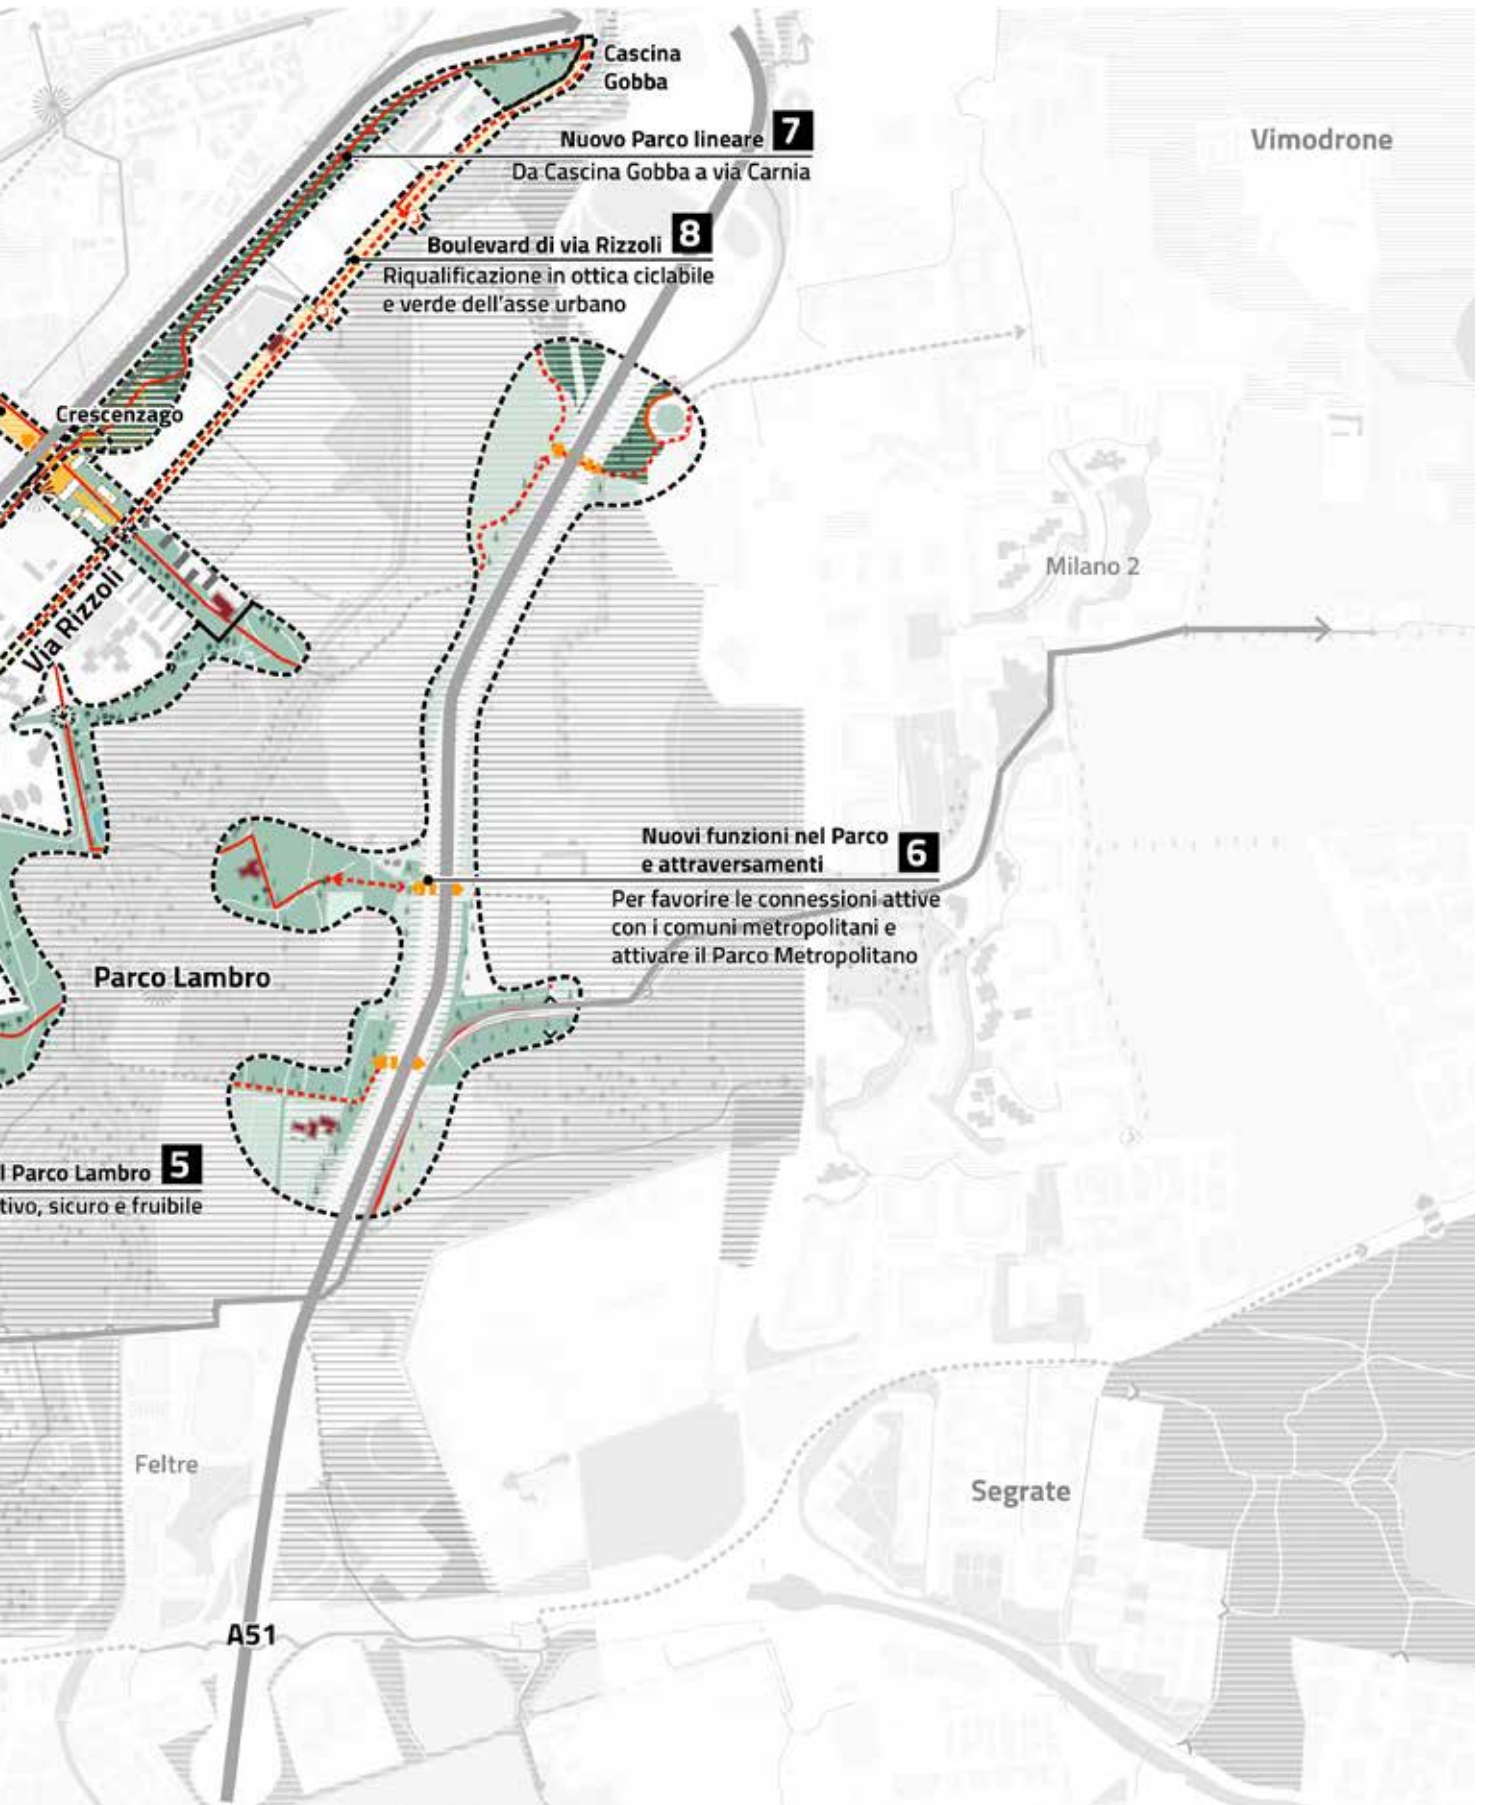 Cascina
Gobba
Nuovo Parco lineare 7
Da Cascina Gobba a via Carnia
Vimodrone
Boulevard di via Rizzoli 8
Riqualificazione in ottica ciclabile
e verde dell'asse urbano
Crescenzago
Milano 2
Via Rizzoli
Nuovi funzioni nel Parco
e attraversamenti 6
Per favorire le connessioni attive
con i comuni metropolitani e
attivare il Parco Metropolitano
Parco Lambro
l Parco Lambro 5
tivo, sicuro e fruibile
Feltre
Segrate
A51